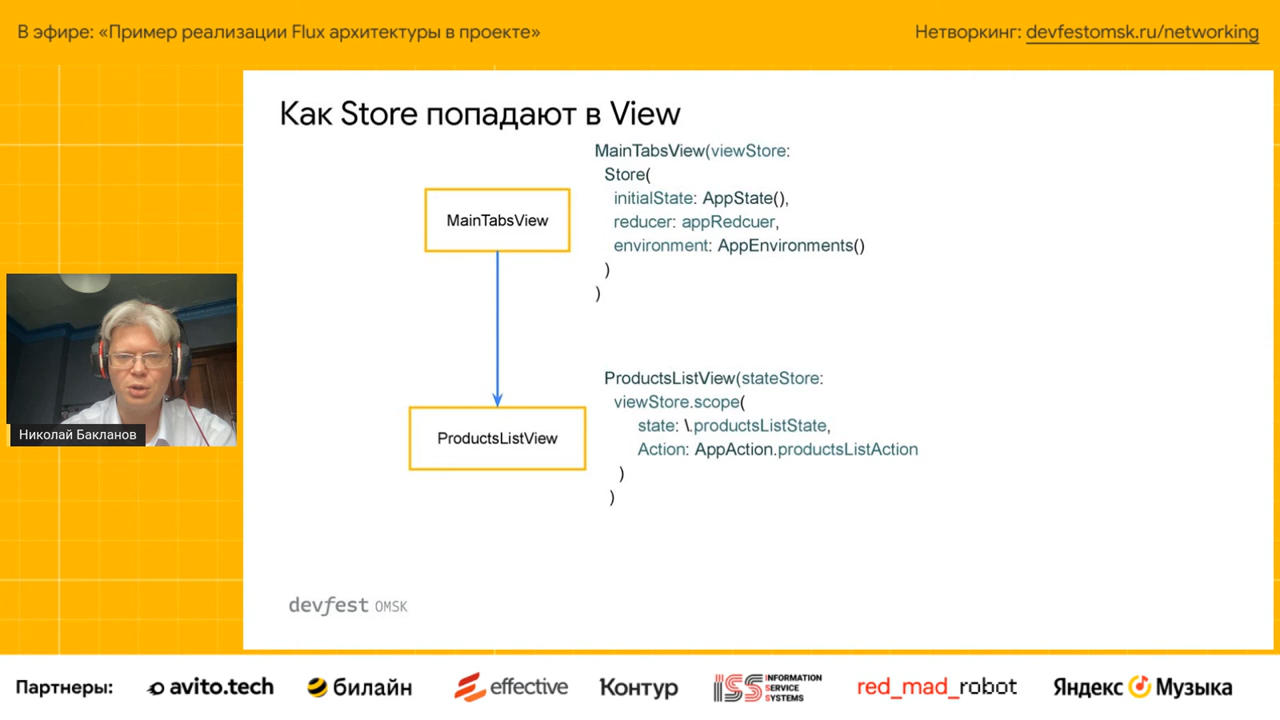 В эфире: «Пример реализации Flux архитектуры в проекте»
Нетворкинг: devfestomsk.ru/networking
Как Store попадают в View
MainTabsView
MainTabsView(viewStore:
Store(
initialState: AppState(),
reducer: appRedcuer,
environment: AppEnvironments()
)
)
ProductsListView
ProductsListView(stateStore:
viewStore.scope(
state: \.productsListState,
Action: AppAction.productsListAction
)
)
Николай Бакланов
devfest OMSK
Партнеры:
avito.tech
билайн
effective
Контур
ISS INFORMATION
SERVICE
SYSTEMS
red_mad_robot
Яндекс Музыка